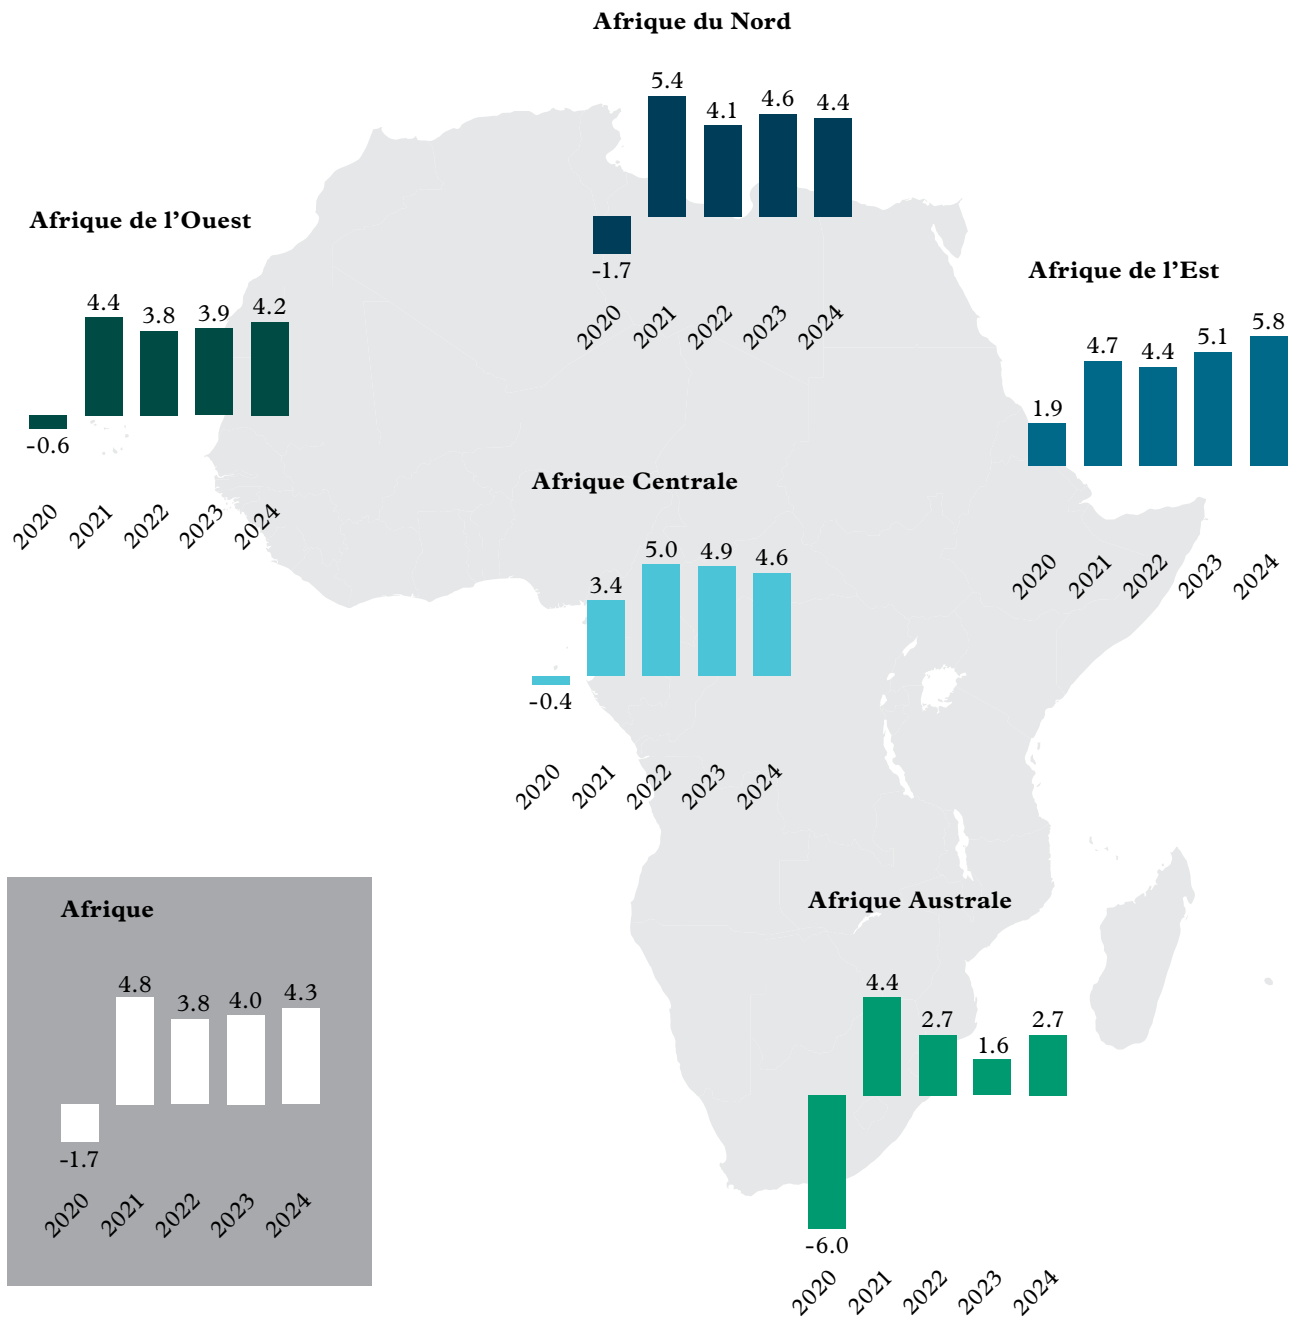 Afrique du Nord
5.4 4.1 4.6 4.4
-1.7
2020 2021 2022 2023 2024
Afrique de l’Ouest
4.4 3.8 3.9 4.2
-0.6
2020 2021 2022 2023 2024
Afrique de l’Est
1.9 4.7 4.4 5.1 5.8
2020 2021 2022 2023 2024
Afrique Centrale
3.4 5.0 4.9 4.6
-0.4
2020 2021 2022 2023 2024
Afrique
4.8 3.8 4.0 4.3
-1.7
2020 2021 2022 2023 2024
Afrique Australe
4.4 2.7 1.6 2.7
-6.0
2020 2021 2022 2023 2024